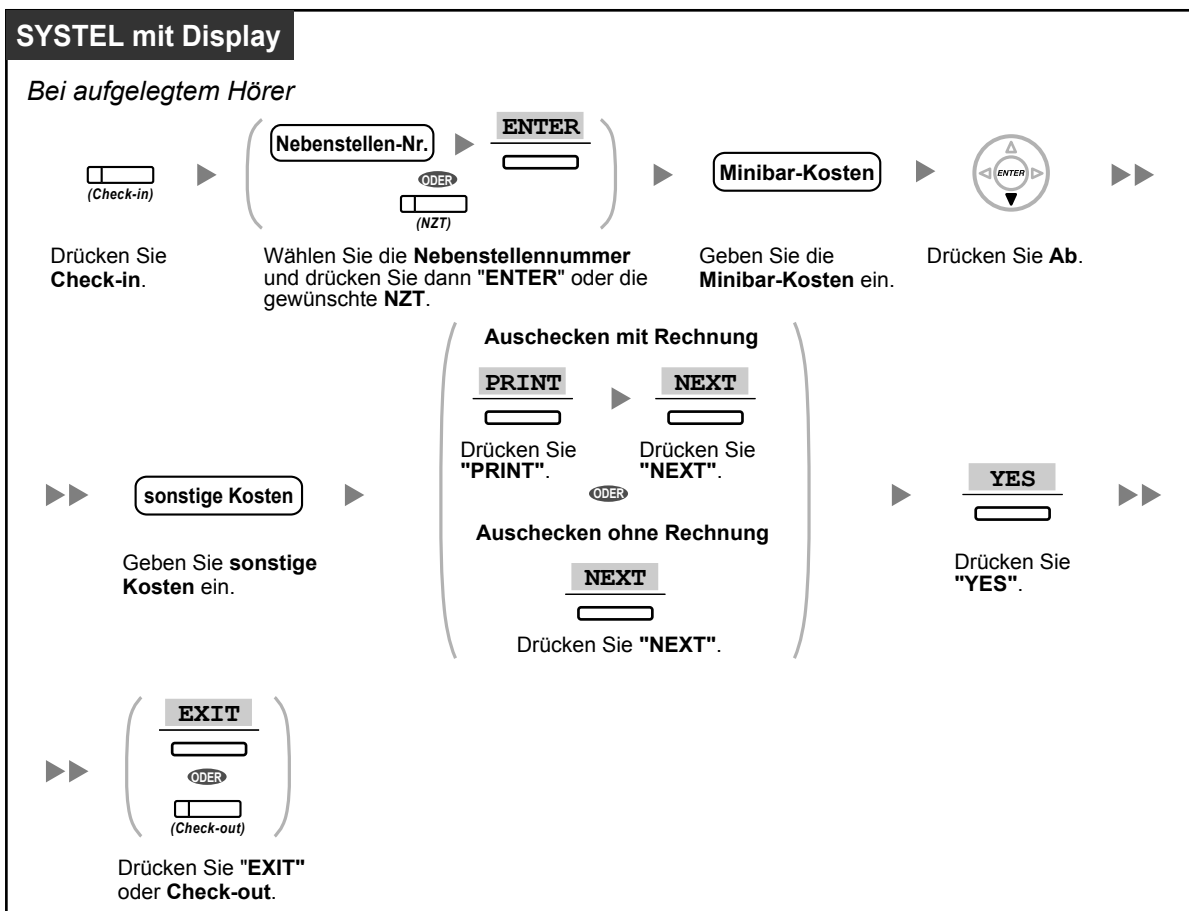 SYSTEL mit Display
Bei aufgelegtem Hörer
(Check-in)
Nebenstellen-Nr.
ENTER
ODER
(NZT)
Minibar-Kosten
ENTER
Drücken Sie
Check-in.
Wählen Sie die Nebenstellennummer
und drücken Sie dann "ENTER" oder die
gewünschte NZT.
Geben Sie die
Minibar-Kosten ein.
Drücken Sie Ab.
sonstige Kosten
Geben Sie sonstige
Kosten ein.
Auschecken mit Rechnung
PRINT
NEXT
Drücken Sie
"PRINT".
Drücken Sie
"NEXT".
ODER
Auschecken ohne Rechnung
NEXT
Drücken Sie "NEXT".
YES
Drücken Sie
"YES".
EXIT
ODER
(Check-out)
Drücken Sie "EXIT"
oder Check-out.